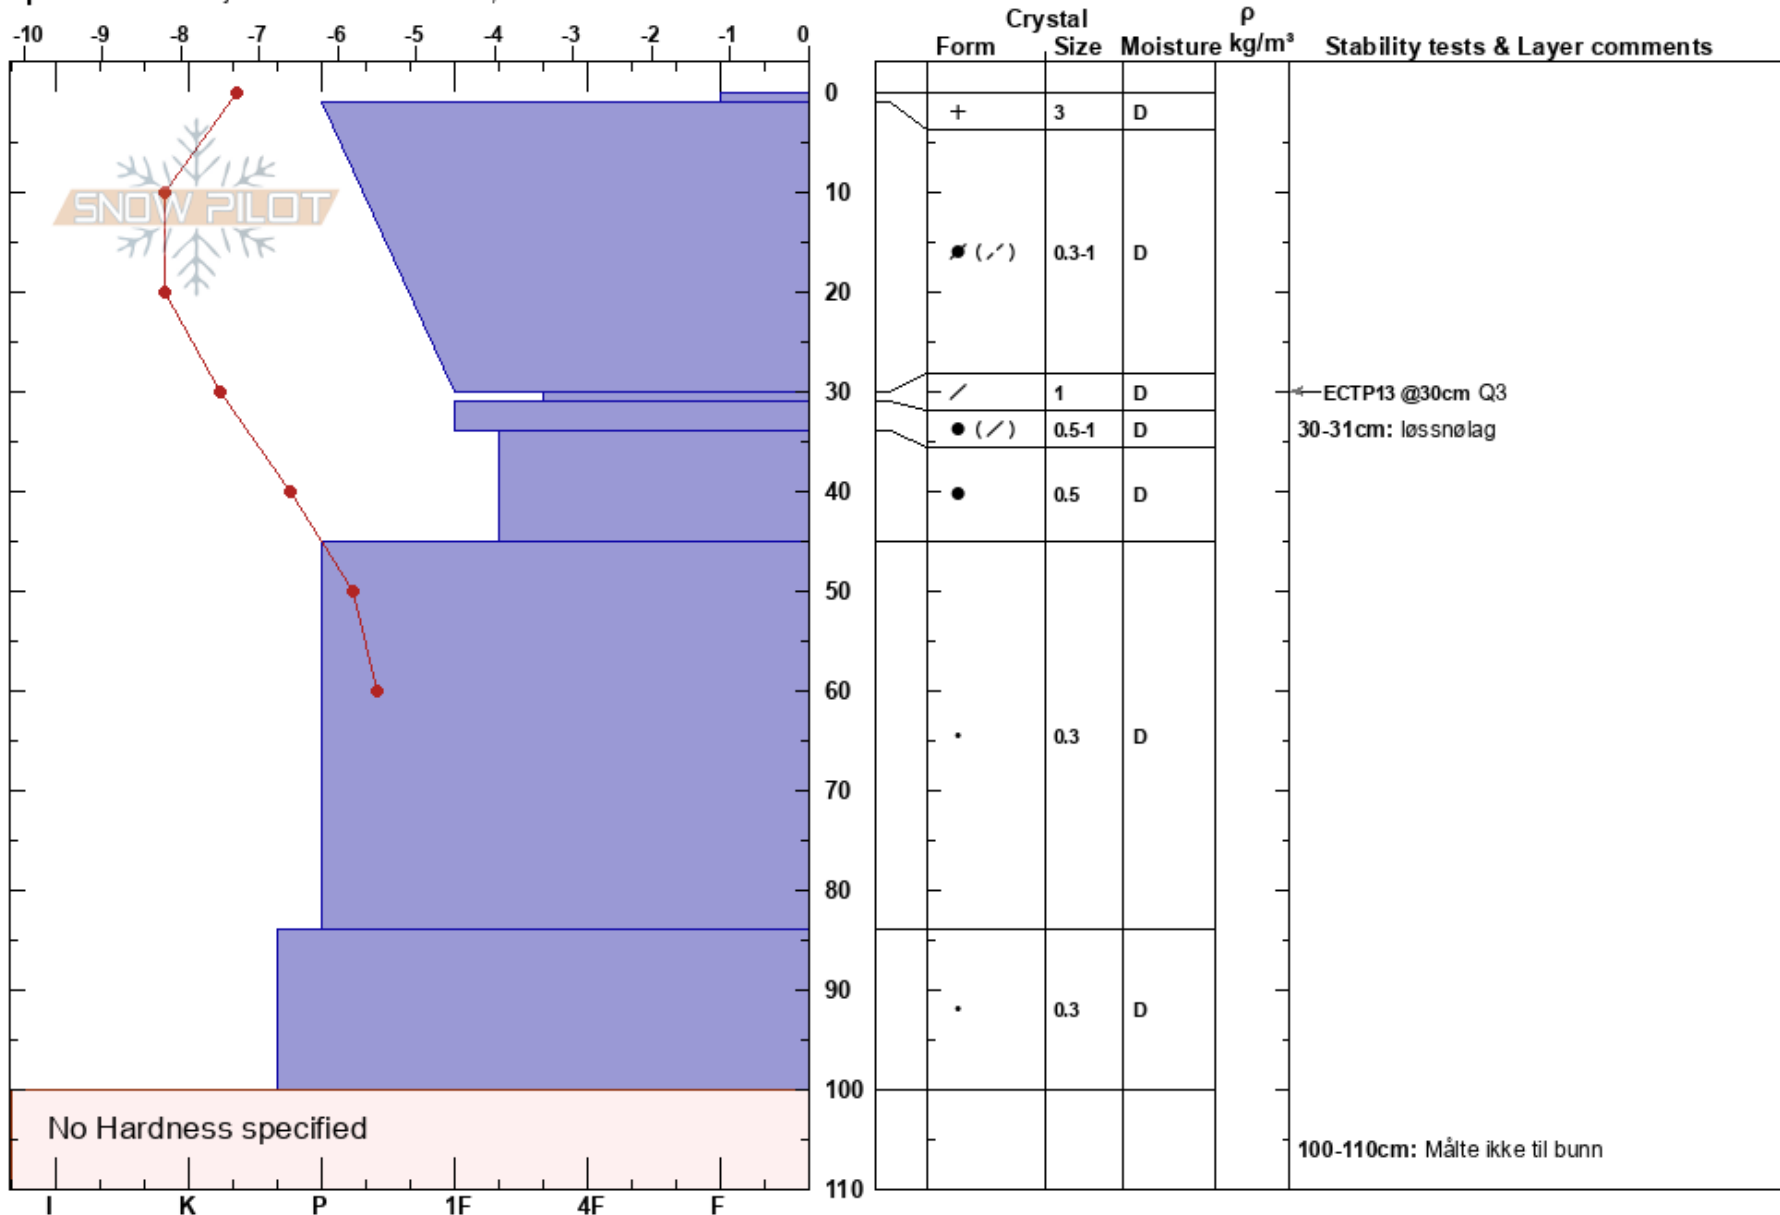 Crystal ρ
-10 -9 -8 -7 -6 -5 -4 -3 -2 -1 0 Form Size Moisture kg/m³ Stability tests & Layer comments
0
+ 3 D
SNOW PILOT
10
0.3-1 D
20
30 1 D ECTP13 @30cm Q3
0.5-1 D 30-31cm: løssnølag
40 0.5 D
50
60
0.3 D
70
80
90
0.3 D
100
No Hardness specified
100-110cm: Målte ikke til bunn
110
I K P 1F 4F F